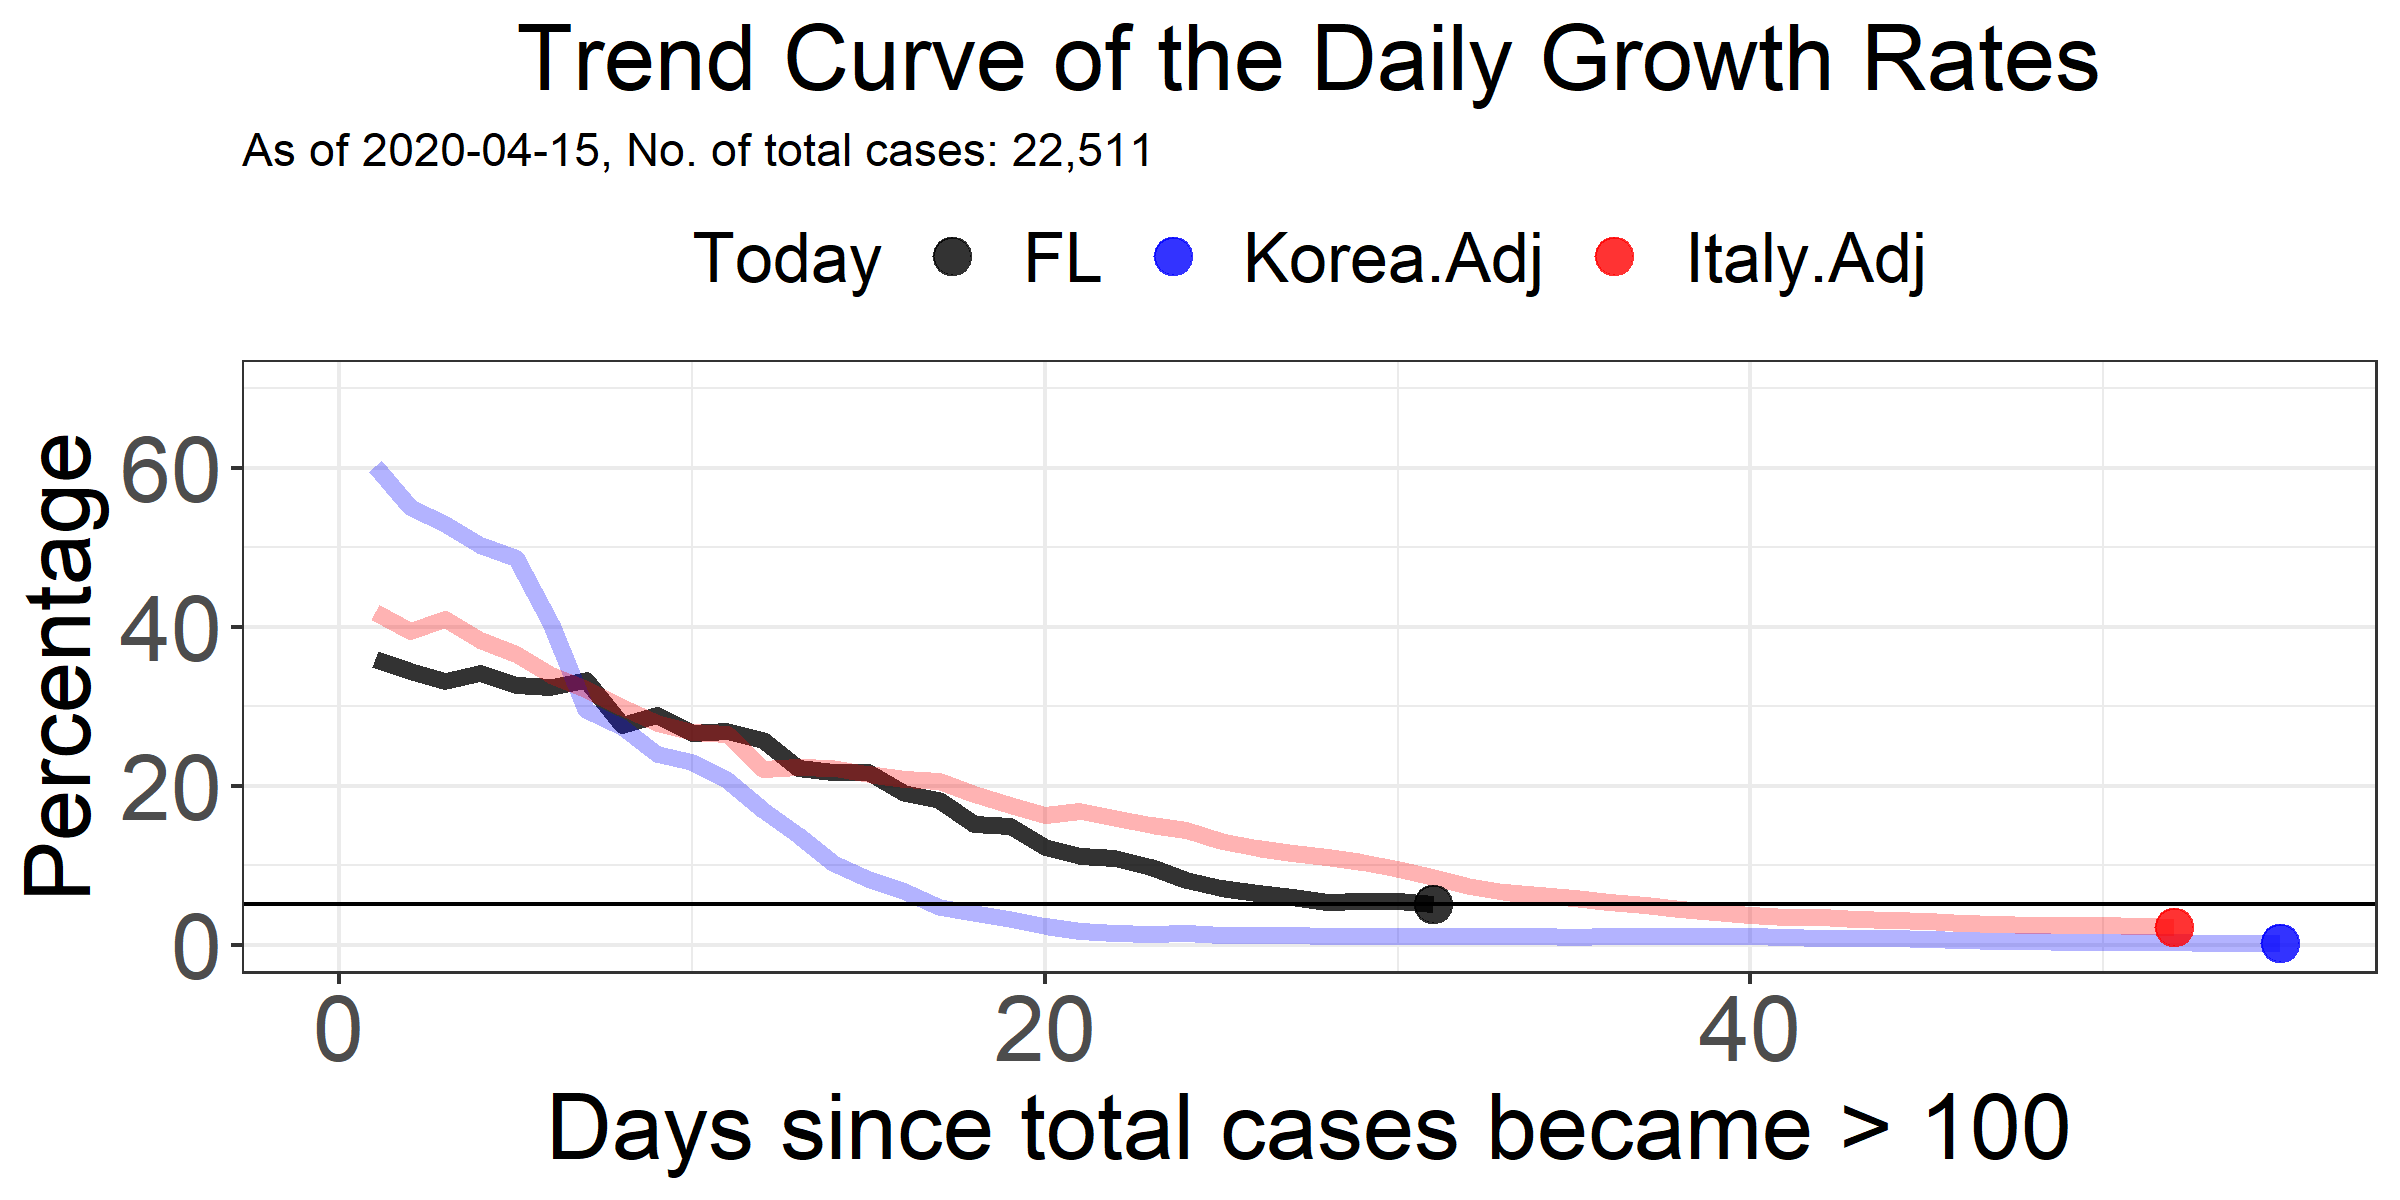 Trend Curve of the Daily Growth Rates
As of 2020-04-15, No. of total cases: 22,511
Today FL Korea.Adj Italy.Adj
Percentage
60
40
20
0
0 20 40
Days since total cases became > 100